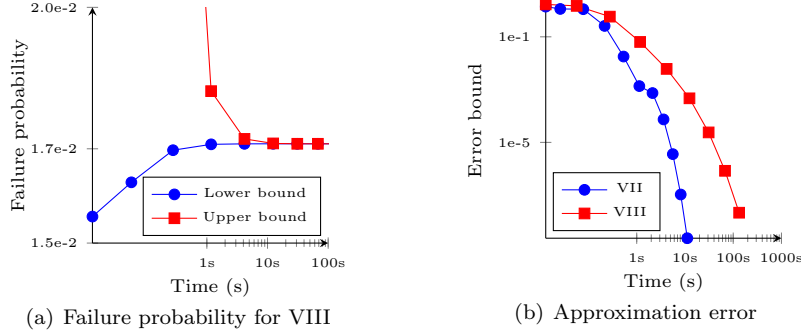 2.0e-2
1.7e-2
1.5e-2
Failure probability
Lower bound
Upper bound
1s
10s
100s
Time (s)
(a) Failure probability for VIII
1e-1
1e-5
Error bound
VII
VIII
1s
10s
100s
1000s
Time (s)
(b) Approximation error